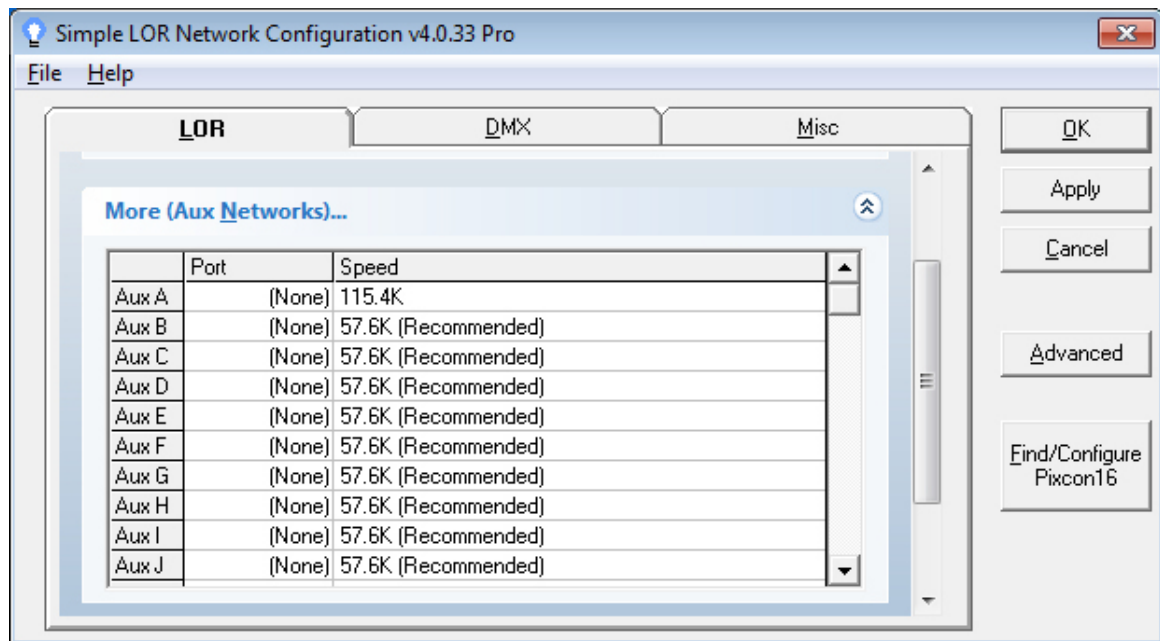 Simple LOR Network Configuration v4.0.33 Pro
File Help
LOR DMX Misc
OK
Apply
Cancel
Advanced
Find/Configure
Pixcon16
More (Aux Networks)...
Port Speed
Aux A (None) 115.4K
Aux B (None) 57.6K (Recommended)
Aux C (None) 57.6K (Recommended)
Aux D (None) 57.6K (Recommended)
Aux E (None) 57.6K (Recommended)
Aux F (None) 57.6K (Recommended)
Aux G (None) 57.6K (Recommended)
Aux H (None) 57.6K (Recommended)
Aux I (None) 57.6K (Recommended)
Aux J (None) 57.6K (Recommended)